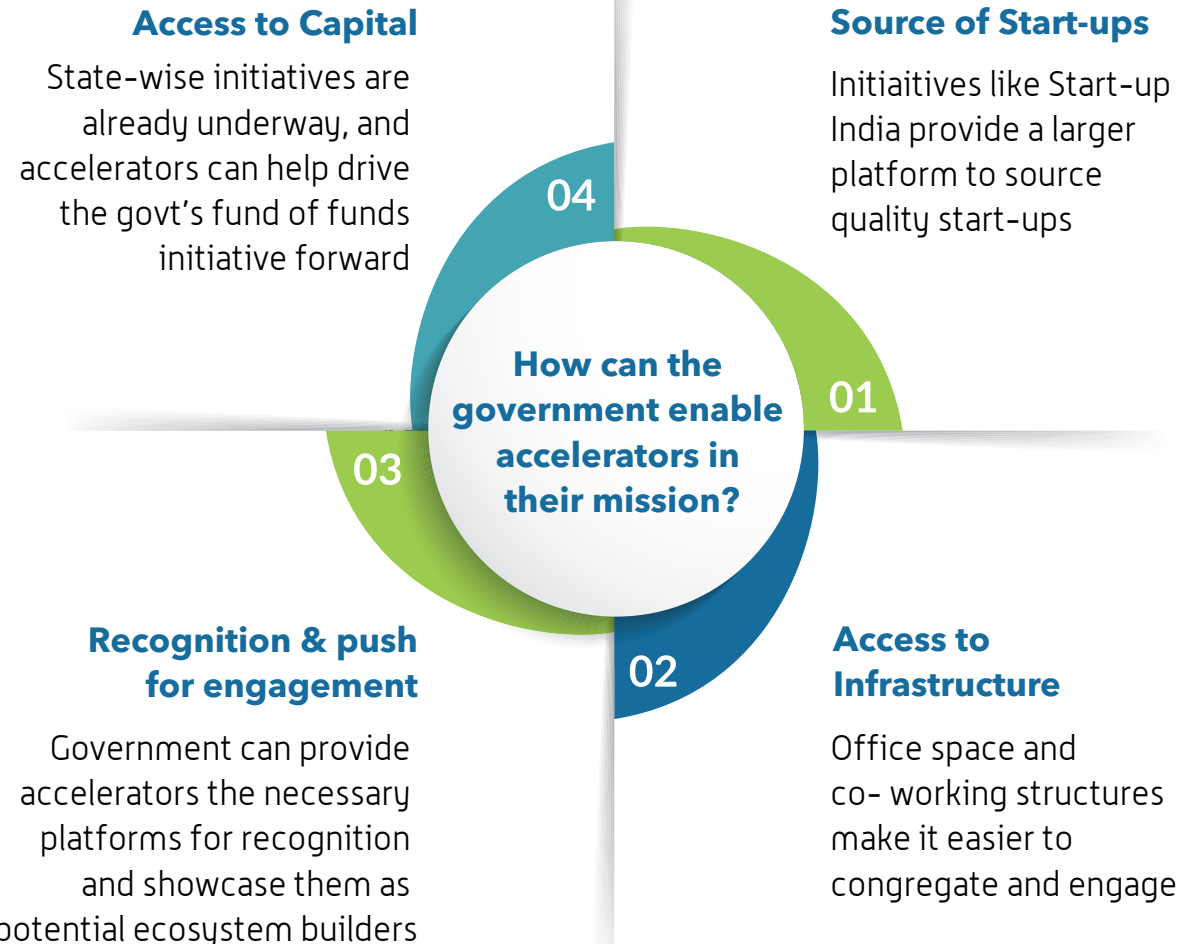 Access to Capital
State-wise initiatives are
already underway, and
accelerators can help drive
the govt's fund of funds
initiative forward
Source of Start-ups
Initiaitives like Start-up
India provide a larger
platform to source
quality start-ups
04
01
How can the
government enable
accelerators in
their mission?
03
02
Recognition & push
for engagement
Government can provide
accelerators the necessary
platforms for recognition
and showcase them as
potential ecosystem builders
Access to
Infrastructure
Office space and
co- working structures
make it easier to
congregate and engage